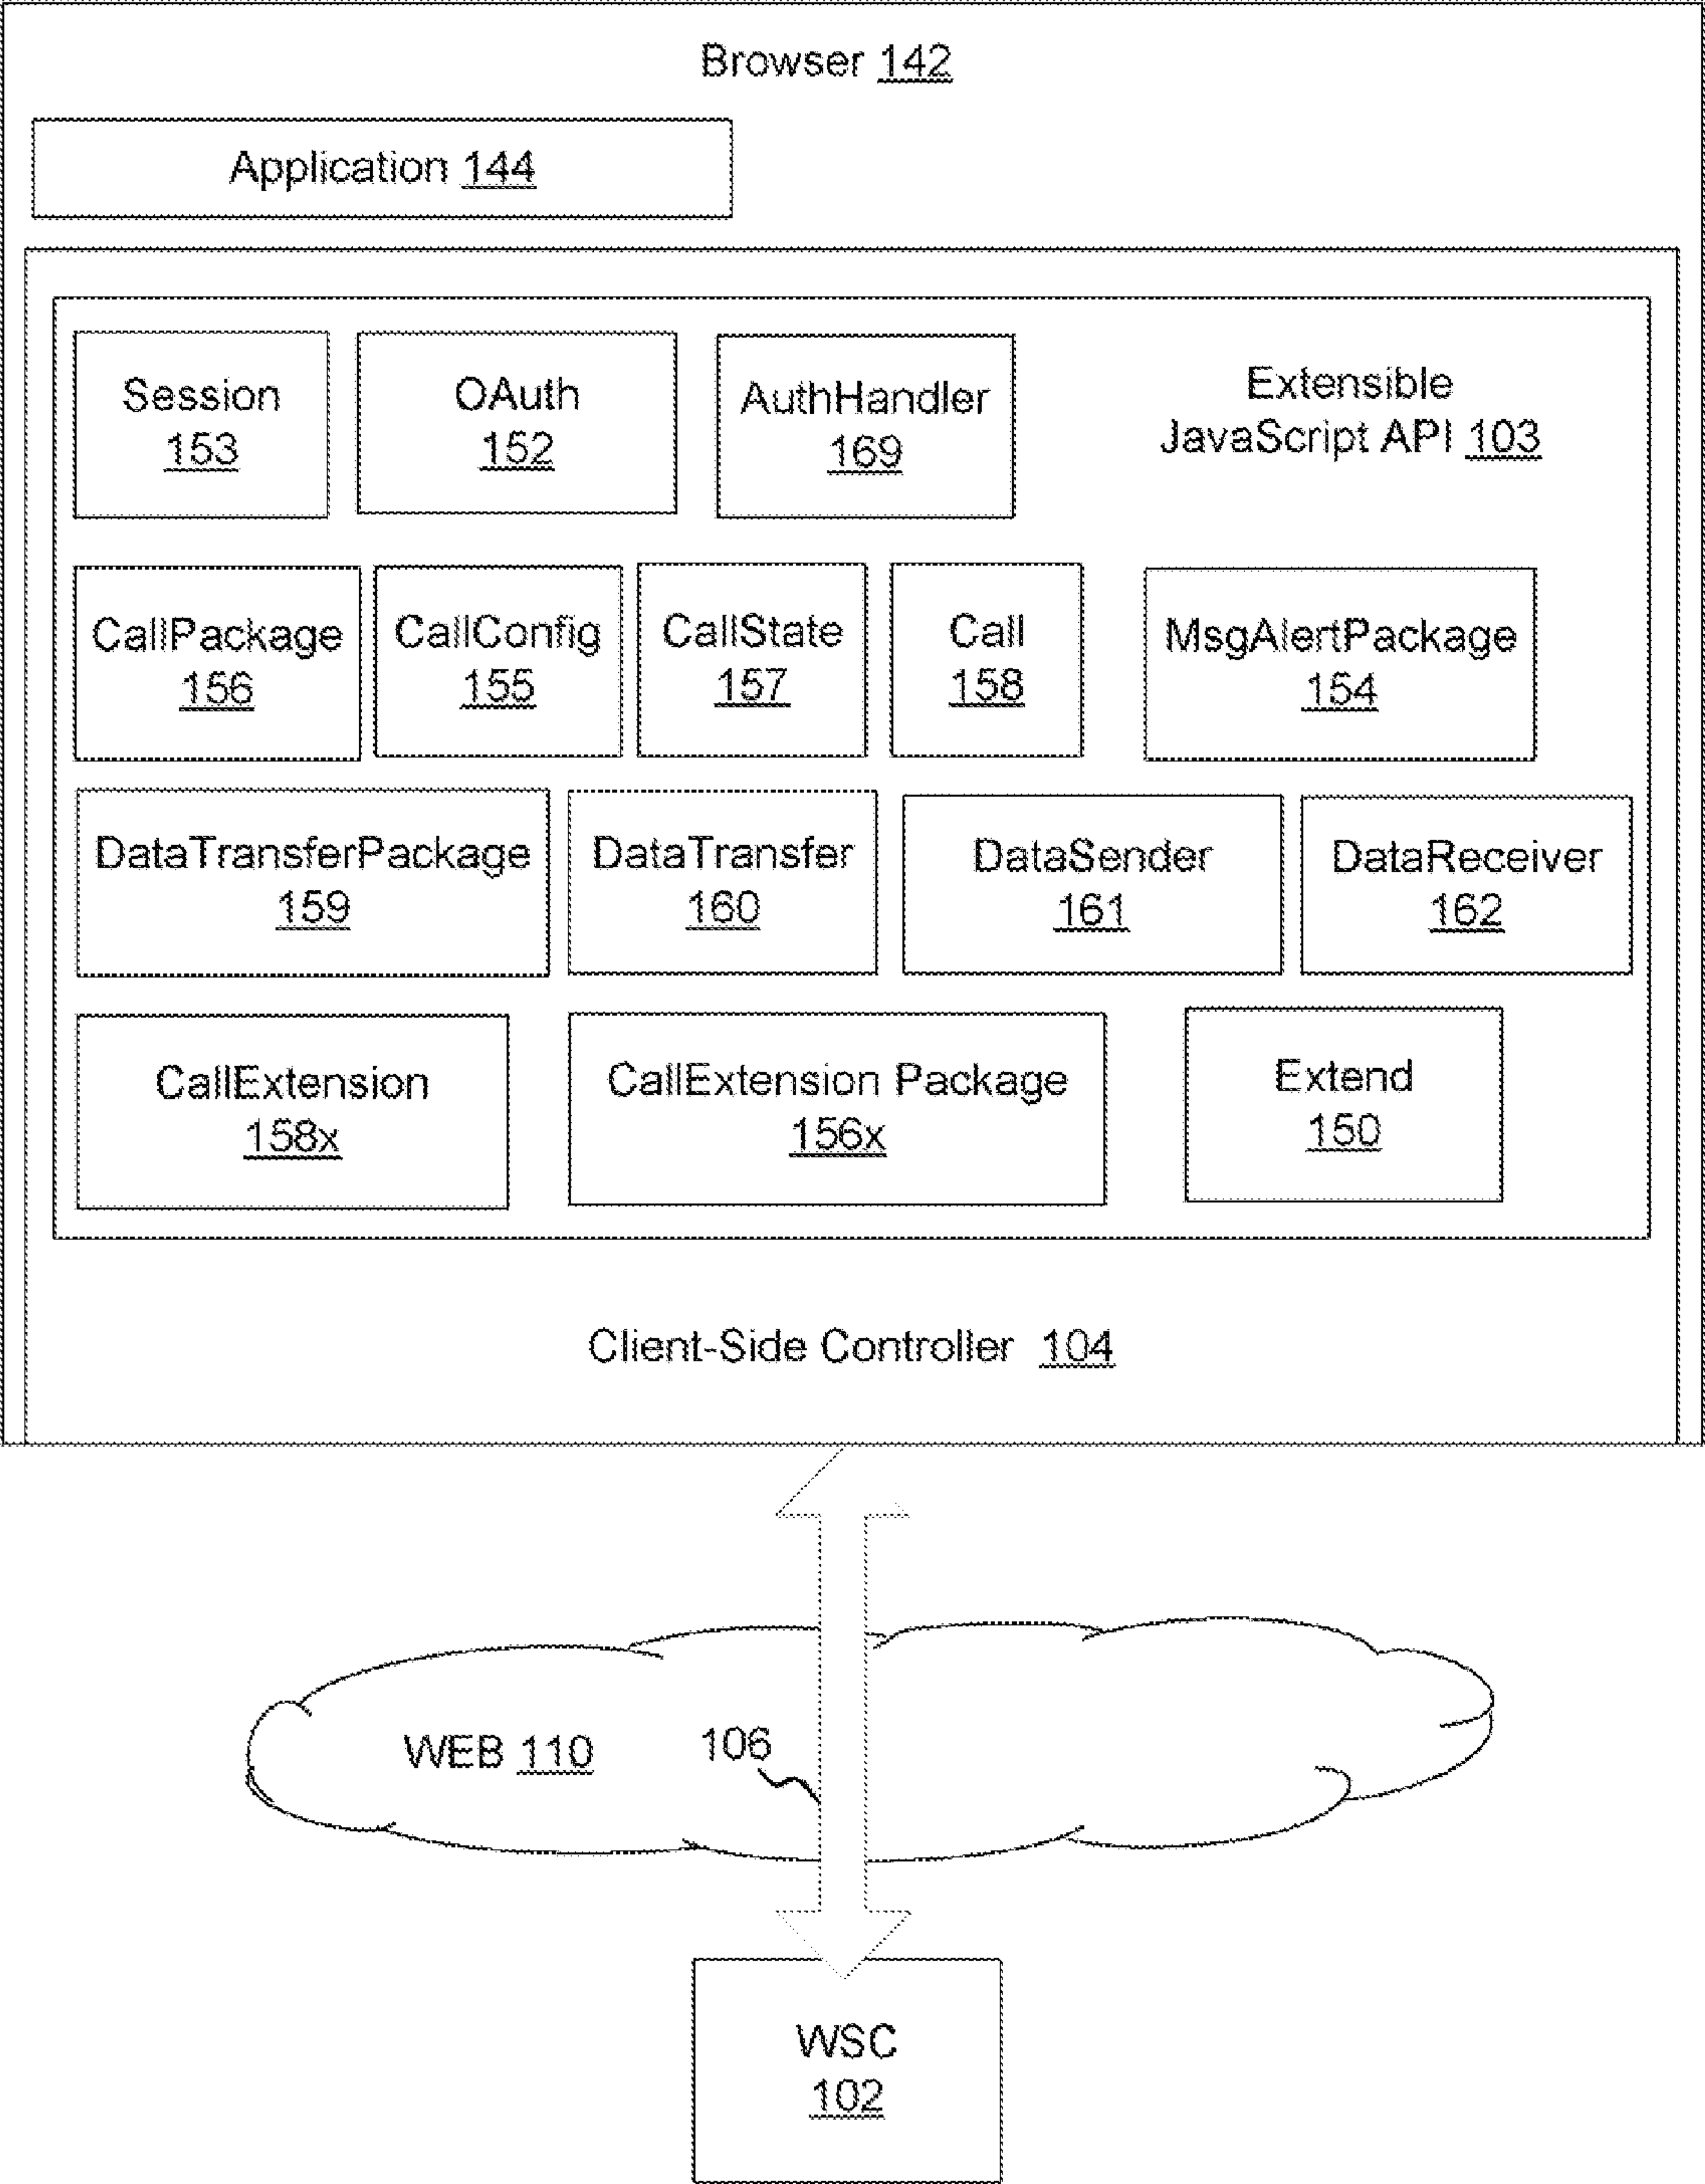 Browser 142
Application 144
Session
153
OAuth
152
AuthHandler
169
Extensible
JavaScript API 103
CallPackage
156
CallConfig
155
CallState
157
Call
158
MsgAlertPackage
154
DataTransferPackage
159
DataTransfer
160
DataSender
161
DataReceiver
162
CallExtension
158x
CallExtension Package
156x
Extend
150
Client-Side Controller 104
WEB 110
106
WSC
102